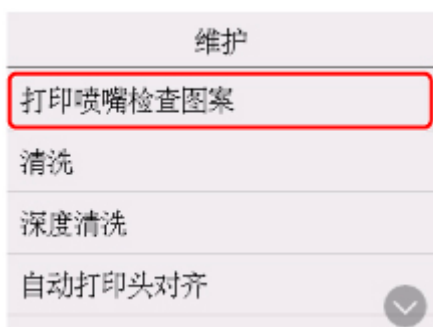 维护
打印喷嘴检查图案
清洗
深度清洗
自动打印头对齐